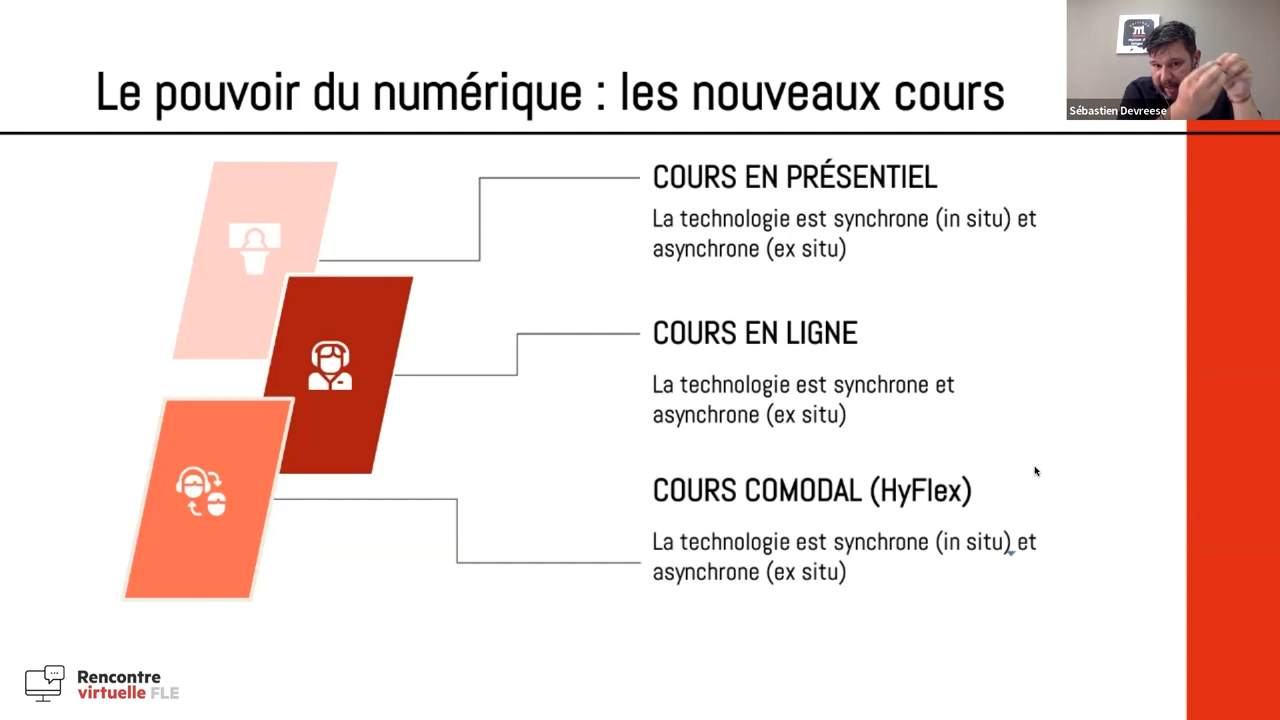 Le pouvoir du numérique : les nouveaux cours
Sébastien Devreese
COURS EN PRÉSENTIEL
La technologie est synchrone (in situ) et
asynchrone (ex situ)
COURS EN LIGNE
La technologie est synchrone et
asynchrone (ex situ)
COURS COMODAL (HyFlex)
La technologie est synchrone (in situ) et
asynchrone (ex situ)
Rencontre
virtuelle FLE